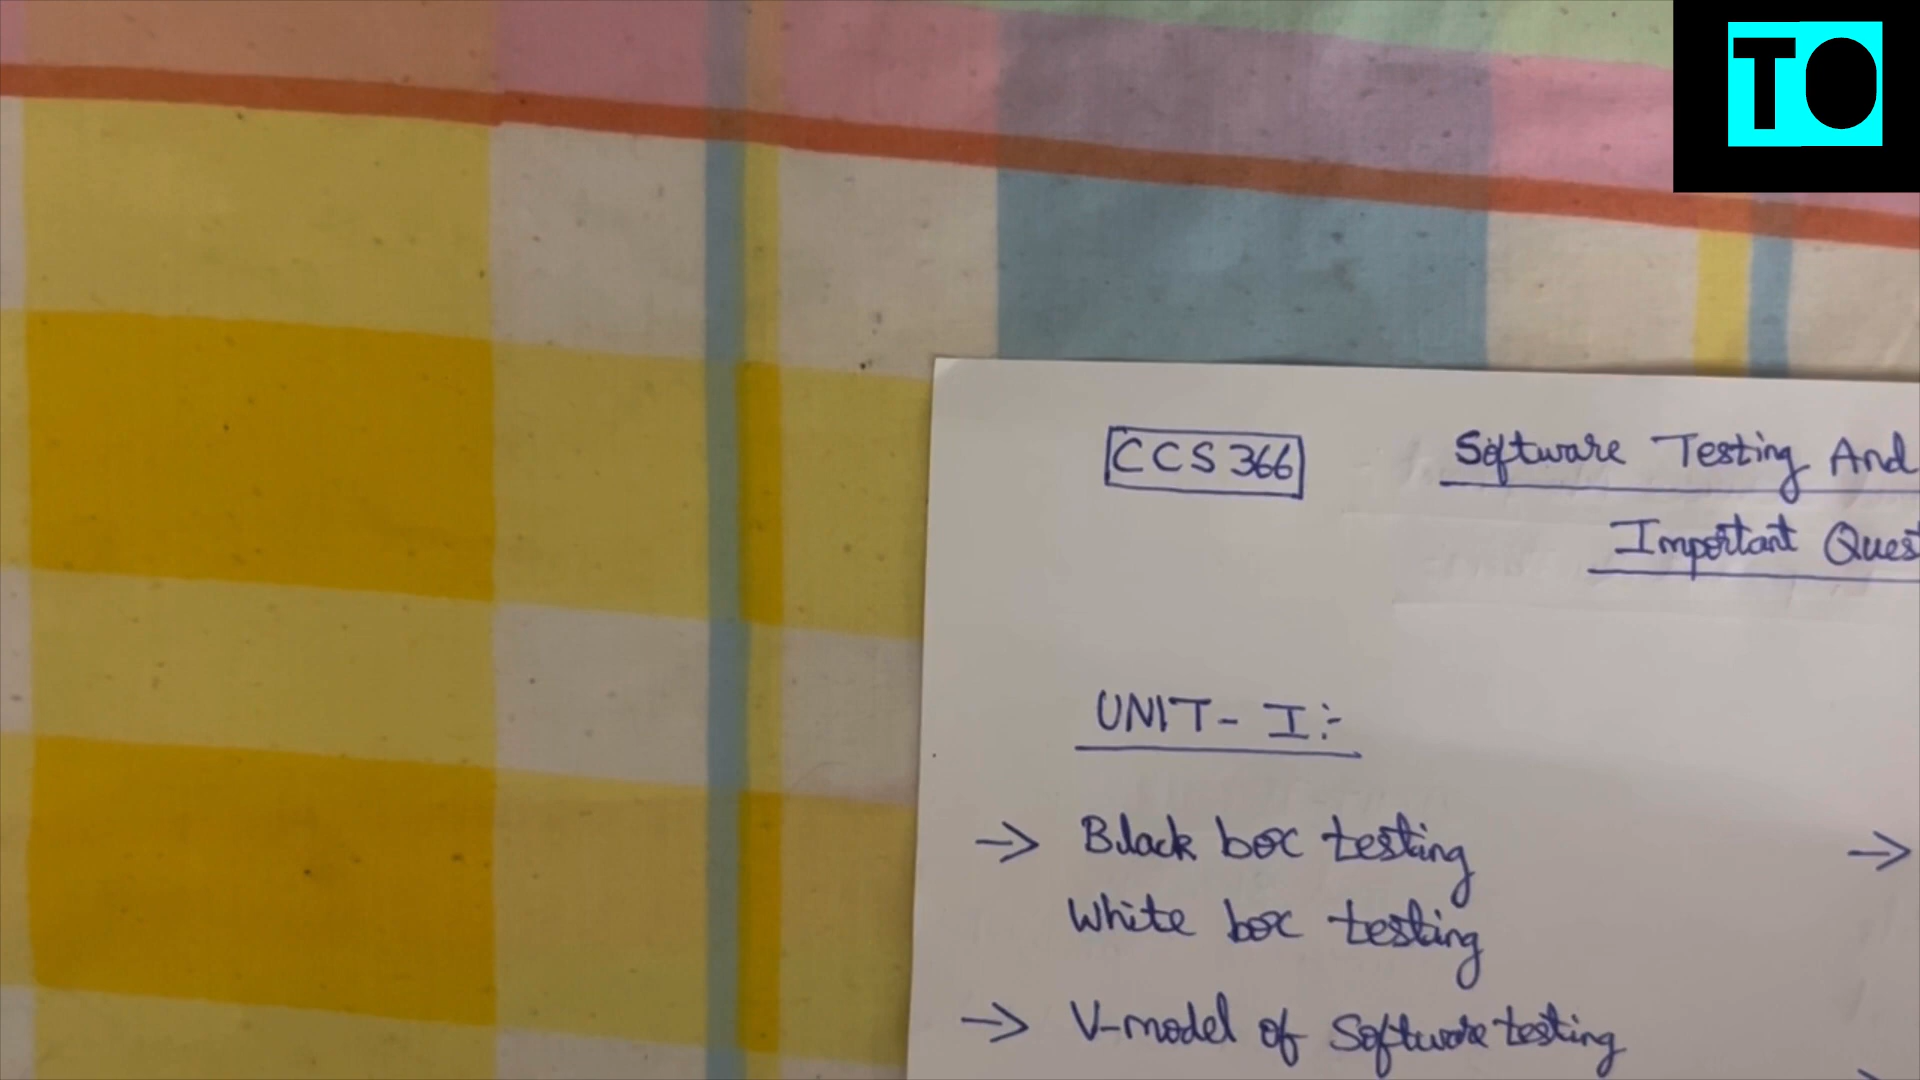 TO
CCS 366
Software Testing And
Important Quest
UNIT - I :-
→ Black box testing
White box testing
→ V-model of Software testing